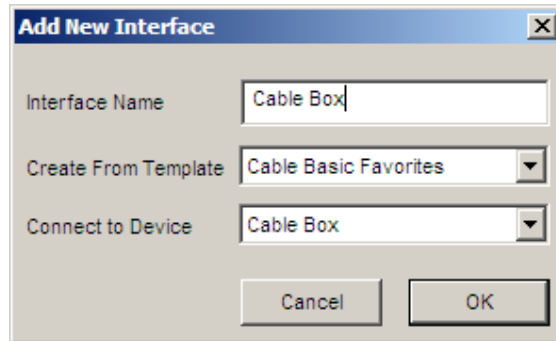 Add New Interface
Interface Name Cable Box
Create From Template Cable Basic Favorites
Connect to Device Cable Box
Cancel OK